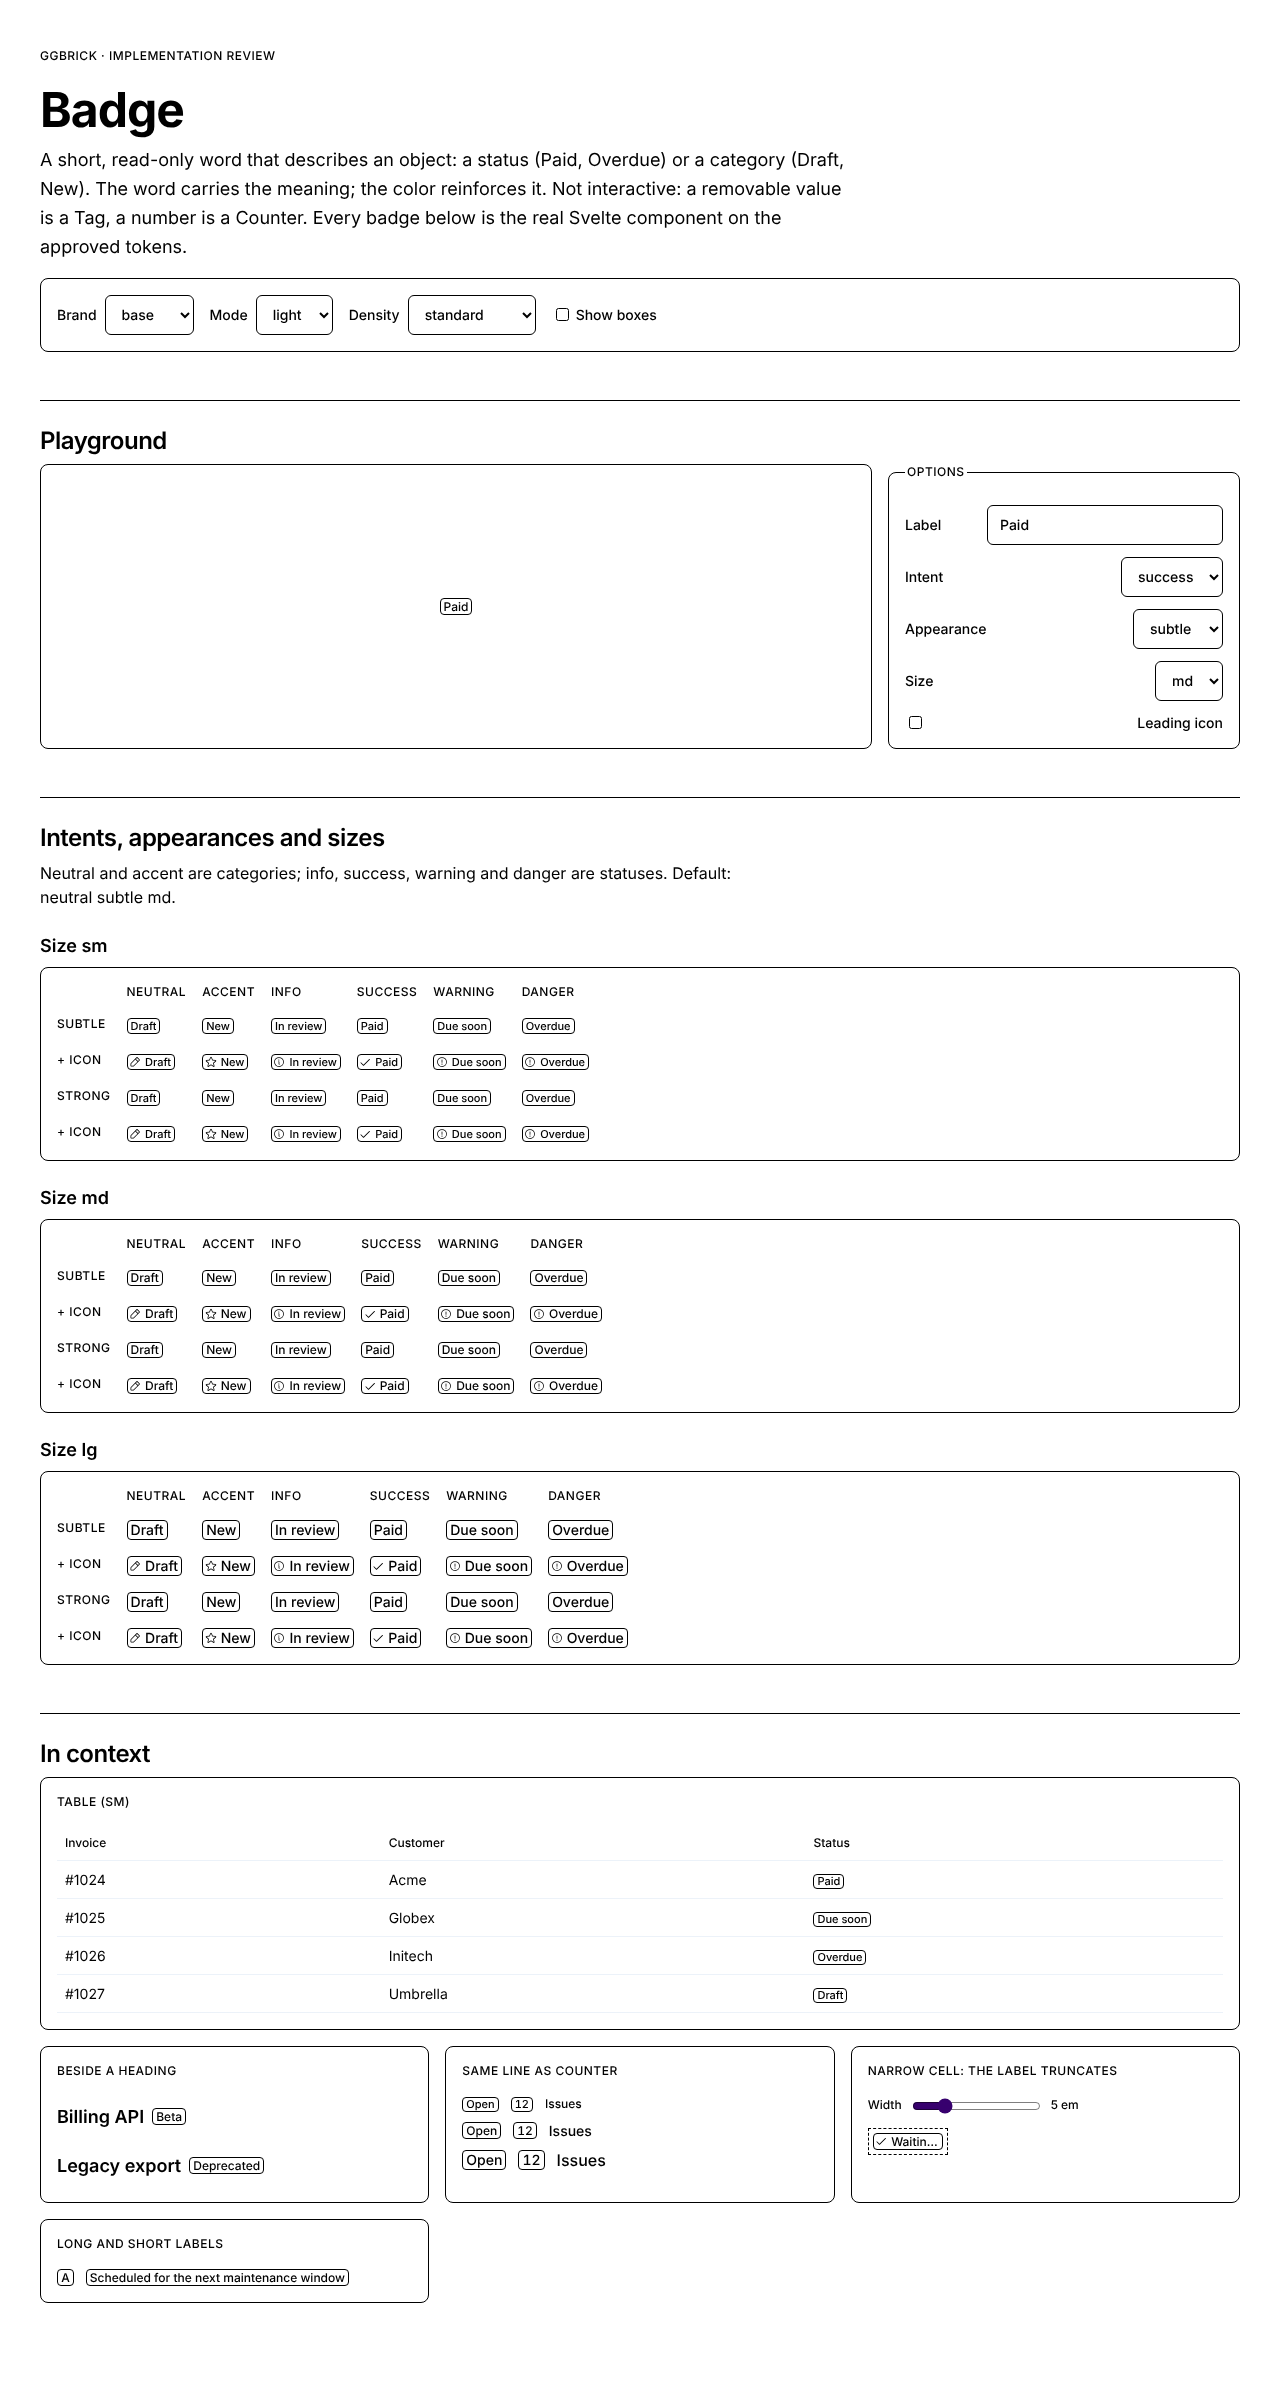 GGBRICK · IMPLEMENTATION REVIEW
Badge
A short, read-only word that describes an object: a status (Paid, Overdue) or a category (Draft,
New). The word carries the meaning; the color reinforces it. Not interactive: a removable value
is a Tag, a number is a Counter. Every badge below is the real Svelte component on the
approved tokens.
Brand base Mode light Density standard Show boxes
Playground
Paid
OPTIONS
Label Paid
Intent success
Appearance subtle
Size md
Leading icon
Intents, appearances and sizes
Neutral and accent are categories; info, success, warning and danger are statuses. Default:
neutral subtle md.
Size sm
NEUTRAL ACCENT INFO SUCCESS WARNING DANGER
SUBTLE Draft New In review Paid Due soon Overdue
+ ICON Draft New In review Paid Due soon Overdue
STRONG Draft New In review Paid Due soon Overdue
+ ICON Draft New In review Paid Due soon Overdue
Size md
NEUTRAL ACCENT INFO SUCCESS WARNING DANGER
SUBTLE Draft New In review Paid Due soon Overdue
+ ICON Draft New In review Paid Due soon Overdue
STRONG Draft New In review Paid Due soon Overdue
+ ICON Draft New In review Paid Due soon Overdue
Size lg
NEUTRAL ACCENT INFO SUCCESS WARNING DANGER
SUBTLE Draft New In review Paid Due soon Overdue
+ ICON Draft New In review Paid Due soon Overdue
STRONG Draft New In review Paid Due soon Overdue
+ ICON Draft New In review Paid Due soon Overdue
In context
TABLE (SM)
Invoice Customer Status
#1024 Acme Paid
#1025 Globex Due soon
#1026 Initech Overdue
#1027 Umbrella Draft
BESIDE A HEADING
Billing API Beta
Legacy export Deprecated
SAME LINE AS COUNTER
Open 12 Issues
Open 12 Issues
Open 12 Issues
NARROW CELL: THE LABEL TRUNCATES
Width 5 em
Waitin...
LONG AND SHORT LABELS
A Scheduled for the next maintenance window